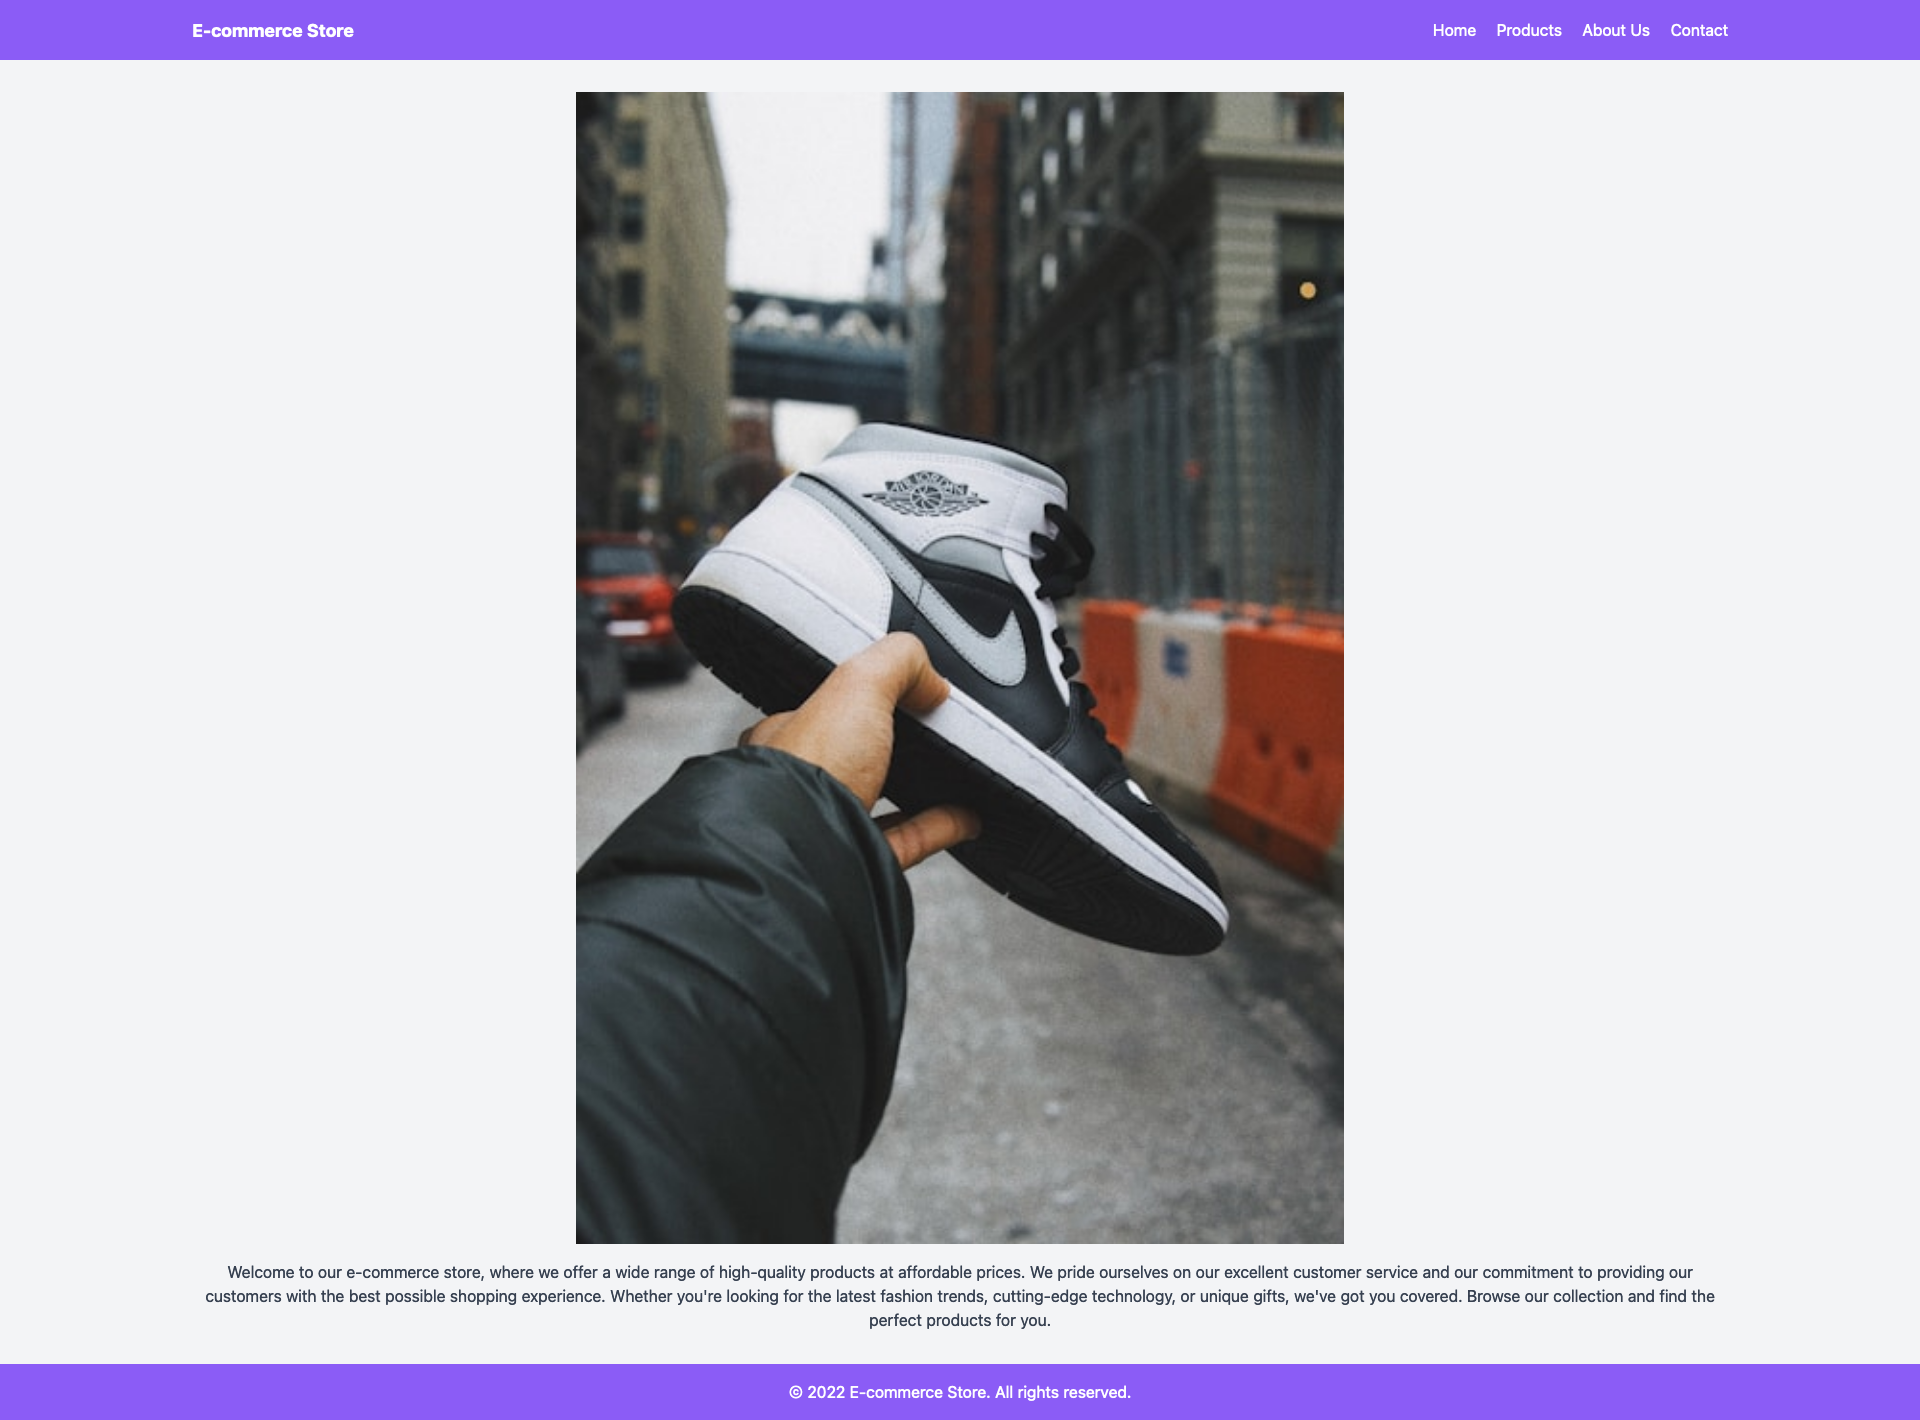 E-commerce Store
Home Products About Us Contact
AIR JORDAN
Welcome to our e-commerce store, where we offer a wide range of high-quality products at affordable prices. We pride ourselves on our excellent customer service and our commitment to providing our
customers with the best possible shopping experience. Whether you're looking for the latest fashion trends, cutting-edge technology, or unique gifts, we've got you covered. Browse our collection and find the
perfect products for you.
© 2022 E-commerce Store. All rights reserved.